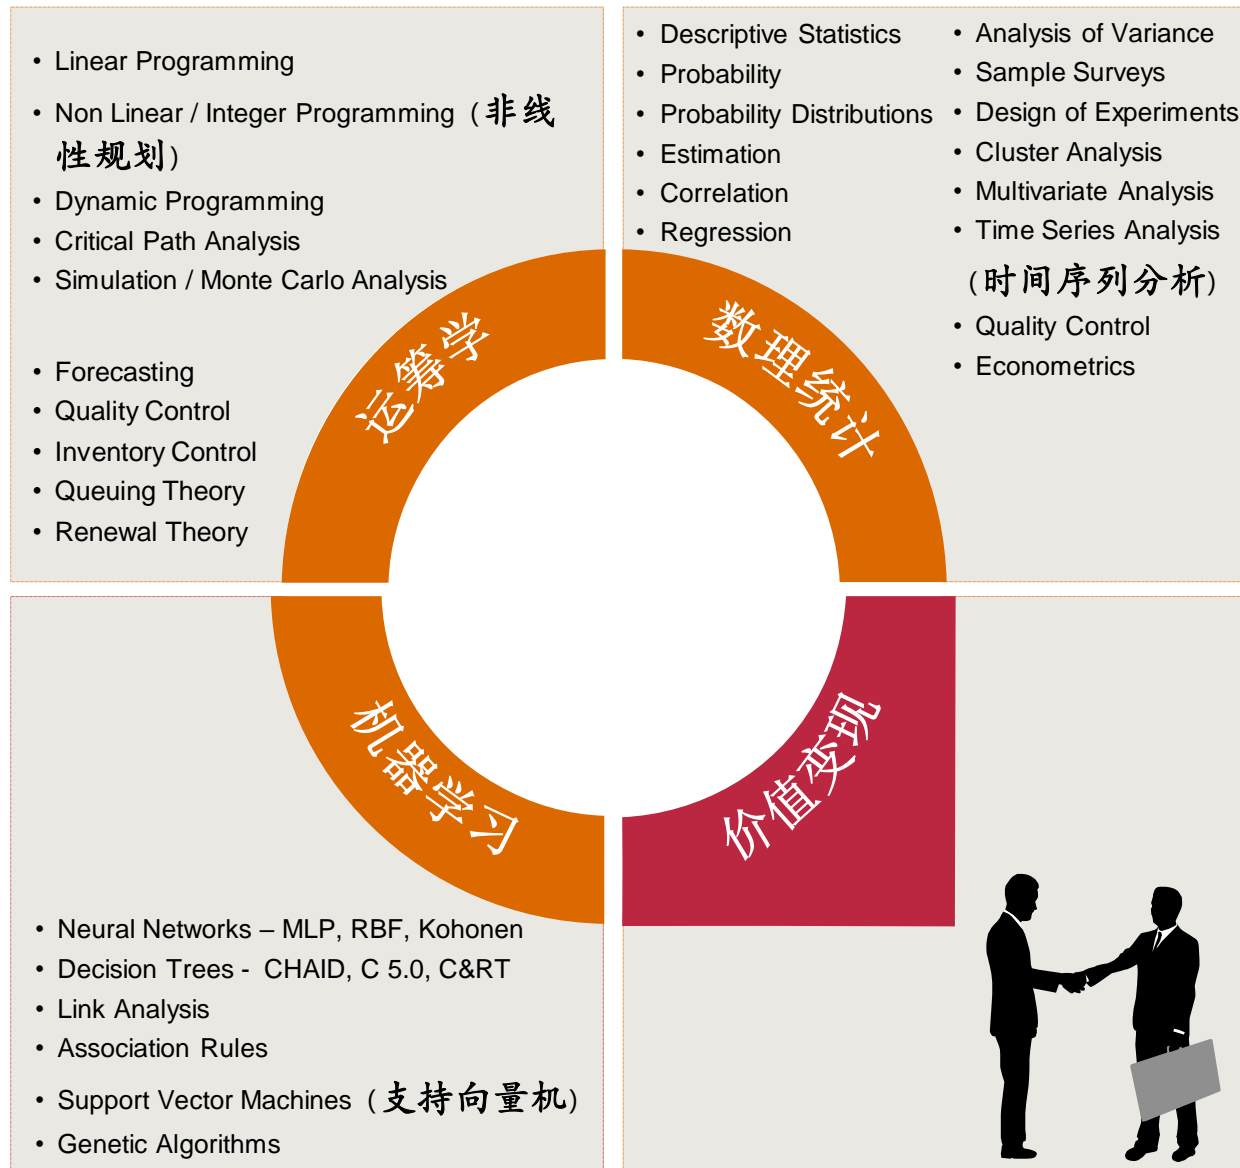 • Linear Programming
• Non Linear / Integer Programming（非线
性规划）
• Dynamic Programming
• Critical Path Analysis
• Simulation / Monte Carlo Analysis
• Forecasting
• Quality Control
• Inventory Control
• Queuing Theory
• Renewal Theory
运筹学
• Descriptive Statistics
• Probability
• Probability Distributions
• Estimation
• Correlation
• Regression
• Analysis of Variance
• Sample Surveys
• Design of Experiments
• Cluster Analysis
• Multivariate Analysis
• Time Series Analysis
（时间序列分析）
• Quality Control
• Econometrics
数理统计
机器学习
• Neural Networks – MLP, RBF, Kohonen
• Decision Trees - CHAID, C 5.0, C&RT
• Link Analysis
• Association Rules
• Support Vector Machines（支持向量机）
• Genetic Algorithms
价值变现